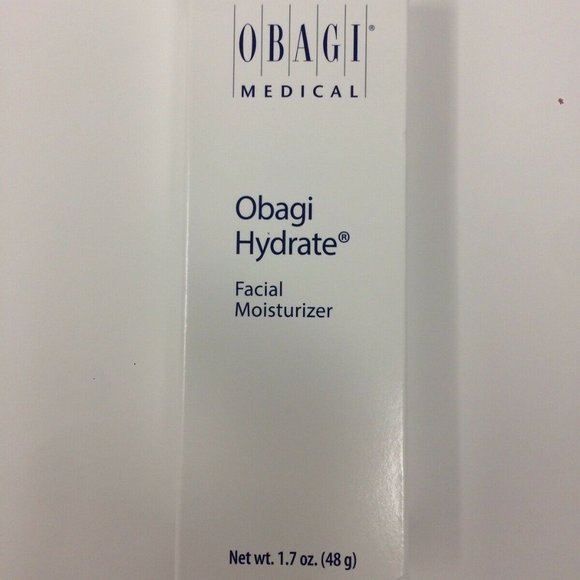 OBAGI®
MEDICAL
Obagi
Hydrate®
Facial
Moisturizer
Net wt. 1.7 oz. (48 g)